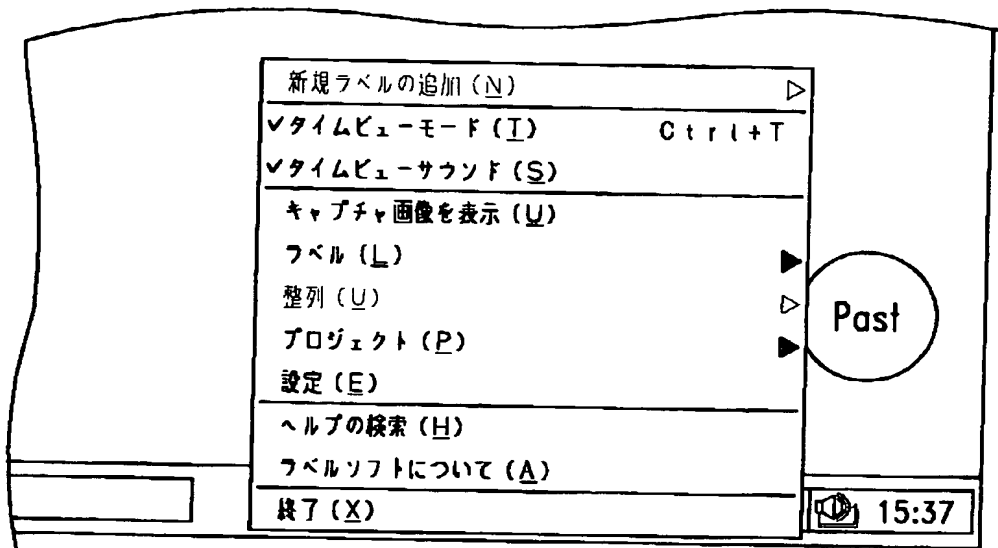 新規ラベルの追加(N)
✓タイムビューモード(T) Ctrl+T
✓タイムビューサウンド(S)
キャプチャ画像を表示(U)
ラベル(L)
整列(U)
プロジェクト(P)
設定(E)
ヘルプの検索(H)
ラベルソフトについて(A)
終了(X)
Past
15:37